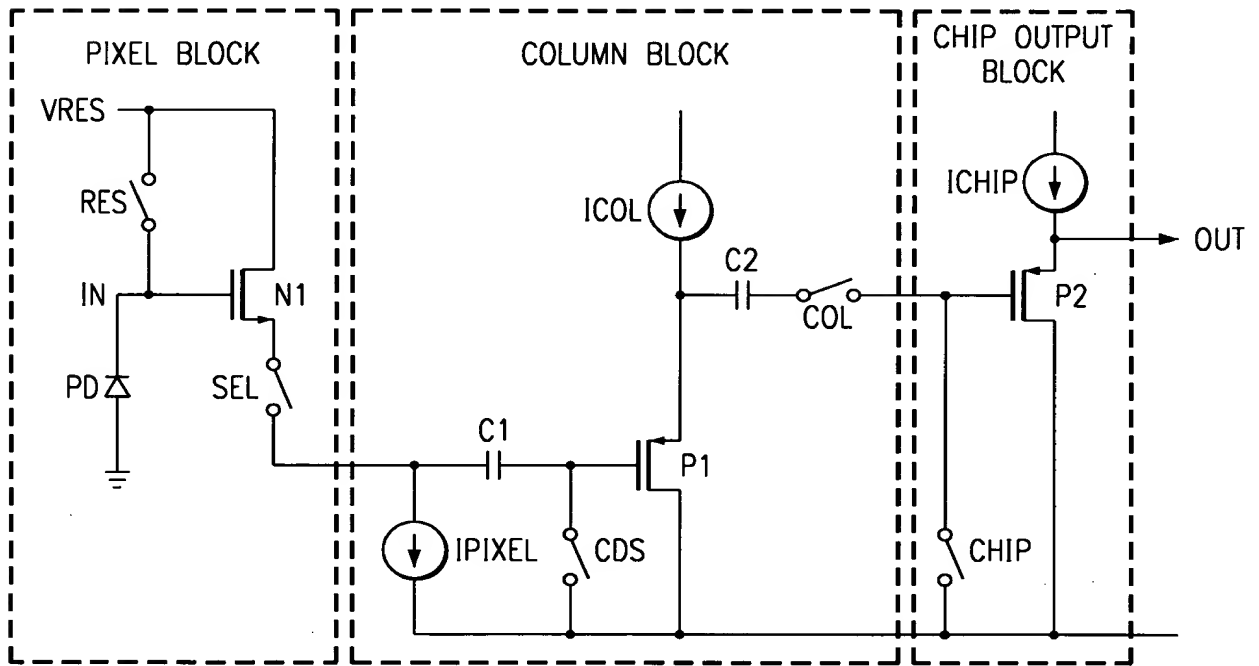 PIXEL BLOCK
COLUMN BLOCK
CHIP OUTPUT
BLOCK
VRES
RES
IN
N1
PD
SEL
ICOL
C2
COL
ICHIP
OUT
P2
C1
P1
IPIXEL
CDS
CHIP